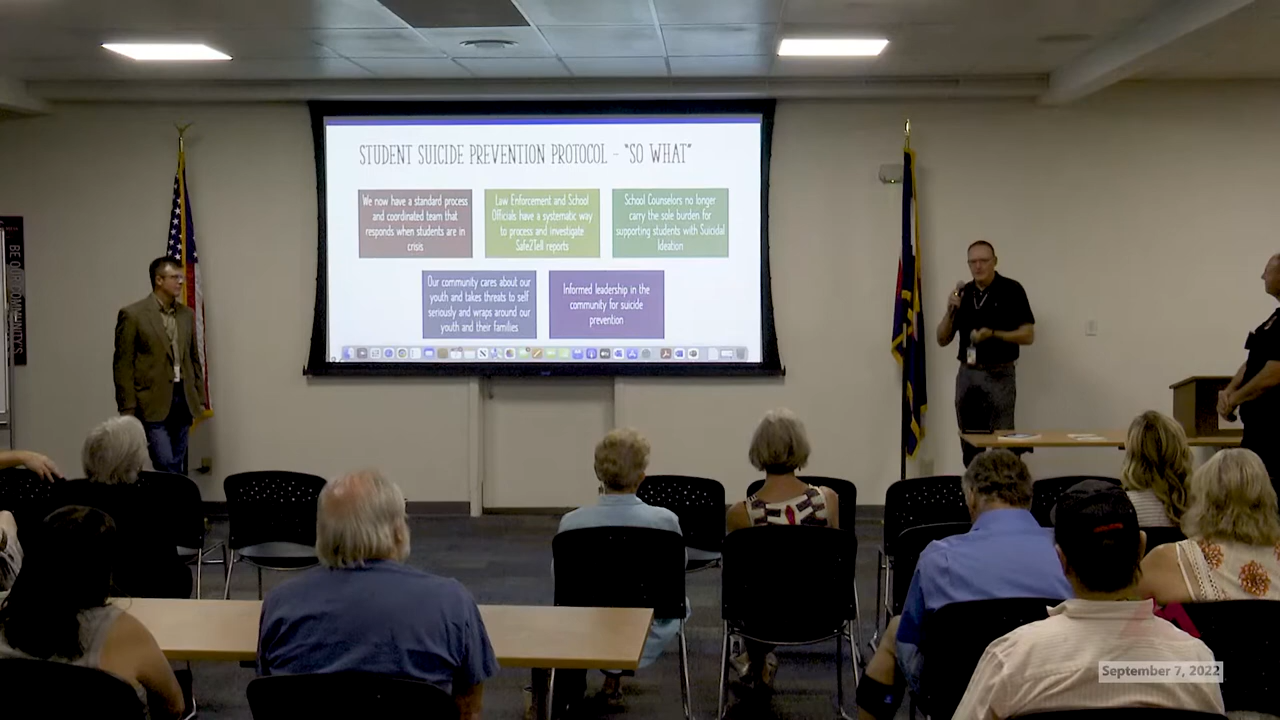 STUDENT SUICIDE PREVENTION PROTOCOL - "SO WHAT"
We now have a standard process
and coordinated team that
responds when students are in
crisis
Law Enforcement and School
Officials have a systematic way
to process and investigate
Safe2Tell reports
School Counselors no longer
carry the sole burden for
supporting students with Suicidal
Ideation
Our community cares about our
youth and takes threats to self
seriously and wraps around our
youth and their families
Informed leadership in the
community for suicide
prevention
BE OUR COMMUNITY'S
September 7, 2022